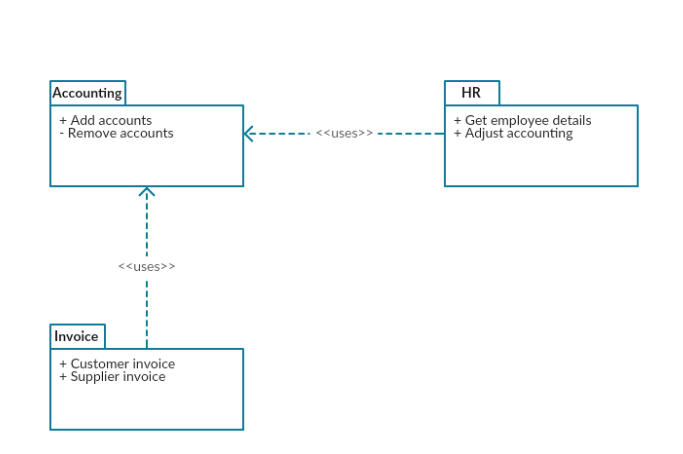 Accounting
+ Add accounts
- Remove accounts
<<uses>>
HR
+ Get employee details
+ Adjust accounting
<<uses>>
Invoice
+ Customer invoice
+ Supplier invoice